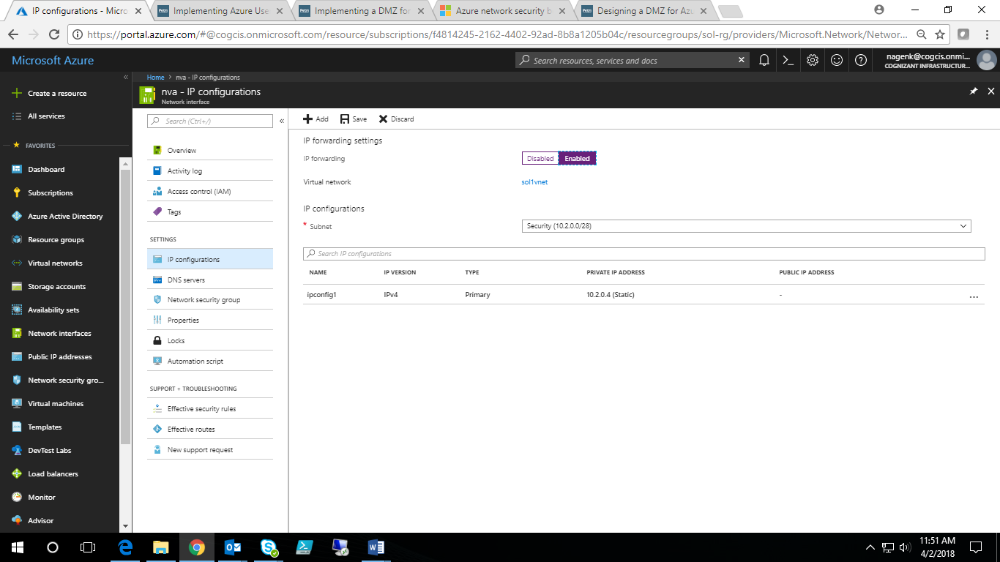 IP configurations - Micro
Implementing Azure Use
Implementing a DMZ for
Azure network security b
Designing a DMZ for Azu
https://portal.azure.com/#@cogcis.onmicrosoft.com/resource/subscriptions/f4814245-2162-4402-92ad-8b8a1205b04c/resourcegroups/sol-rg/providers/Microsoft.Network/Networ...
Microsoft Azure
Search resources, services and docs
nagenk@cogcis.onmi...
COGNIZANT INFRASTRUCTUR...
Home > nva - IP configurations
nva - IP configurations
Network interface
Create a resource
All services
FAVORITES
Dashboard
Subscriptions
Azure Active Directory
Resource groups
Virtual networks
Storage accounts
Availability sets
Network interfaces
Public IP addresses
Network security gro...
Virtual machines
Templates
DevTest Labs
Load balancers
Monitor
Advisor
Search (Ctrl+/)
Overview
Activity log
Access control (IAM)
Tags
SETTINGS
IP configurations
DNS servers
Network security group
Properties
Locks
Automation script
SUPPORT + TROUBLESHOOTING
Effective security rules
Effective routes
New support request
Add Save Discard
IP forwarding settings
IP forwarding Disabled Enabled
Virtual network sol1vnet
IP configurations
* Subnet Security (10.2.0.0/28)
Search IP configurations
NAME IP VERSION TYPE PRIVATE IP ADDRESS PUBLIC IP ADDRESS
ipconfig1 IPv4 Primary 10.2.0.4 (Static) - ...
11:51 AM
4/2/2018